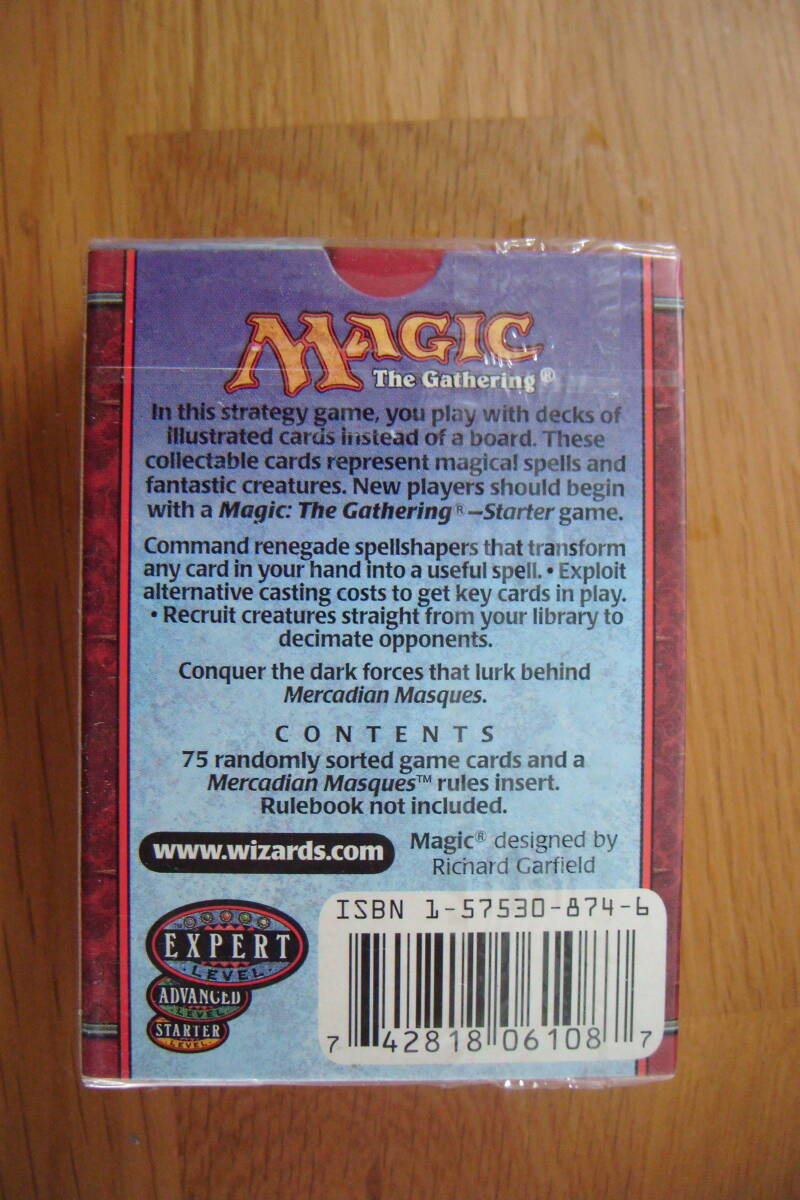 MAGIC
The Gathering®
In this strategy game, you play with decks of
illustrated cards instead of a board. These
collectable cards represent magical spells and
fantastic creatures. New players should begin
with a Magic: The Gathering®–Starter game.
Command renegade spellshapers that transform
any card in your hand into a useful spell. • Exploit
alternative casting costs to get key cards in play.
• Recruit creatures straight from your library to
decimate opponents.
Conquer the dark forces that lurk behind
Mercadian Masques.
CONTENTS
75 randomly sorted game cards and a
Mercadian Masques™ rules insert.
Rulebook not included.
www.wizards.com
Magic® designed by
Richard Garfield
EXPERT
LEVEL
ADVANCED
LEVEL
STARTER
LEVEL
ISBN 1-57530-874-6
7 42818 06108 7